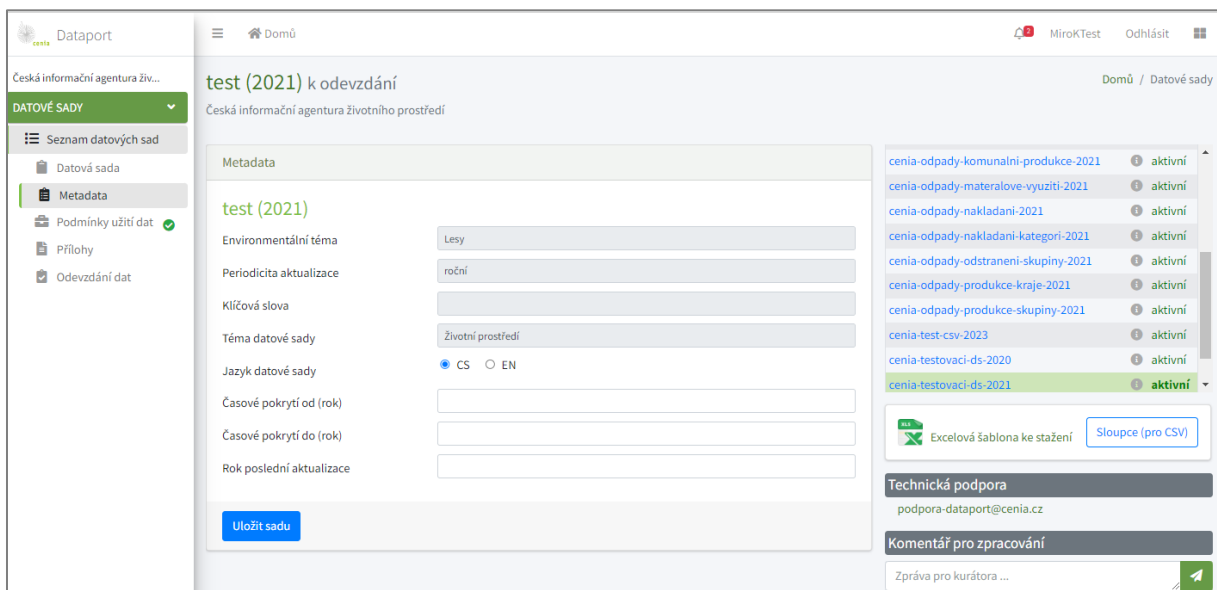 cenia Dataport
Domů
2
MiroKTest
Odhlásit
Česká informační agentura živ...
DATOVÉ SADY
Seznam datových sad
Datová sada
Metadata
Podmínky užití dat
Přílohy
Odevzdání dat
test (2021) k odevzdání
Domů / Datové sady
Česká informační agentura životního prostředí
Metadata
test (2021)
Environmentální téma Lesy
Periodicita aktualizace roční
Klíčová slova
Téma datové sady Životní prostředí
Jazyk datové sady CS EN
Časové pokrytí od (rok)
Časové pokrytí do (rok)
Rok poslední aktualizace
Uložit sadu
cenia-odpady-komunalni-produkce-2021 aktivní
cenia-odpady-materalove-vyuziti-2021 aktivní
cenia-odpady-nakladani-2021 aktivní
cenia-odpady-nakladani-kategori-2021 aktivní
cenia-odpady-odstraneni-skupiny-2021 aktivní
cenia-odpady-produkce-kraje-2021 aktivní
cenia-odpady-produkce-skupiny-2021 aktivní
cenia-test-csv-2023 aktivní
cenia-testovaci-ds-2020 aktivní
cenia-testovaci-ds-2021 aktivní
XLS Excelová šablona ke stažení Sloupce (pro CSV)
Technická podpora
podpora-dataport@cenia.cz
Komentář pro zpracování
Zpráva pro kurátora ...